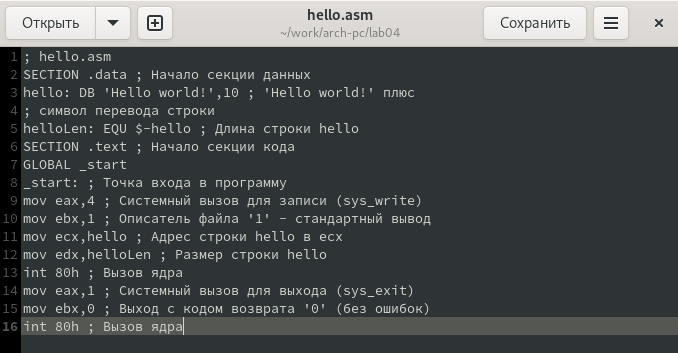 Открыть
hello.asm
~/work/arch-pc/lab04
Сохранить
1 ; hello.asm
2 SECTION .data ; Начало секции данных
3 hello: DB 'Hello world!',10 ; 'Hello world!' плюс
4 ; символ перевода строки
5 helloLen: EQU $-hello ; Длина строки hello
6 SECTION .text ; Начало секции кода
7 GLOBAL _start
8 _start: ; Точка входа в программу
9 mov eax,4 ; Системный вызов для записи (sys_write)
10 mov ebx,1 ; Описатель файла '1' - стандартный вывод
11 mov ecx,hello ; Адрес строки hello в ecx
12 mov edx,helloLen ; Размер строки hello
13 int 80h ; Вызов ядра
14 mov eax,1 ; Системный вызов для выхода (sys_exit)
15 mov ebx,0 ; Выход с кодом возврата '0' (без ошибок)
16 int 80h ; Вызов ядра